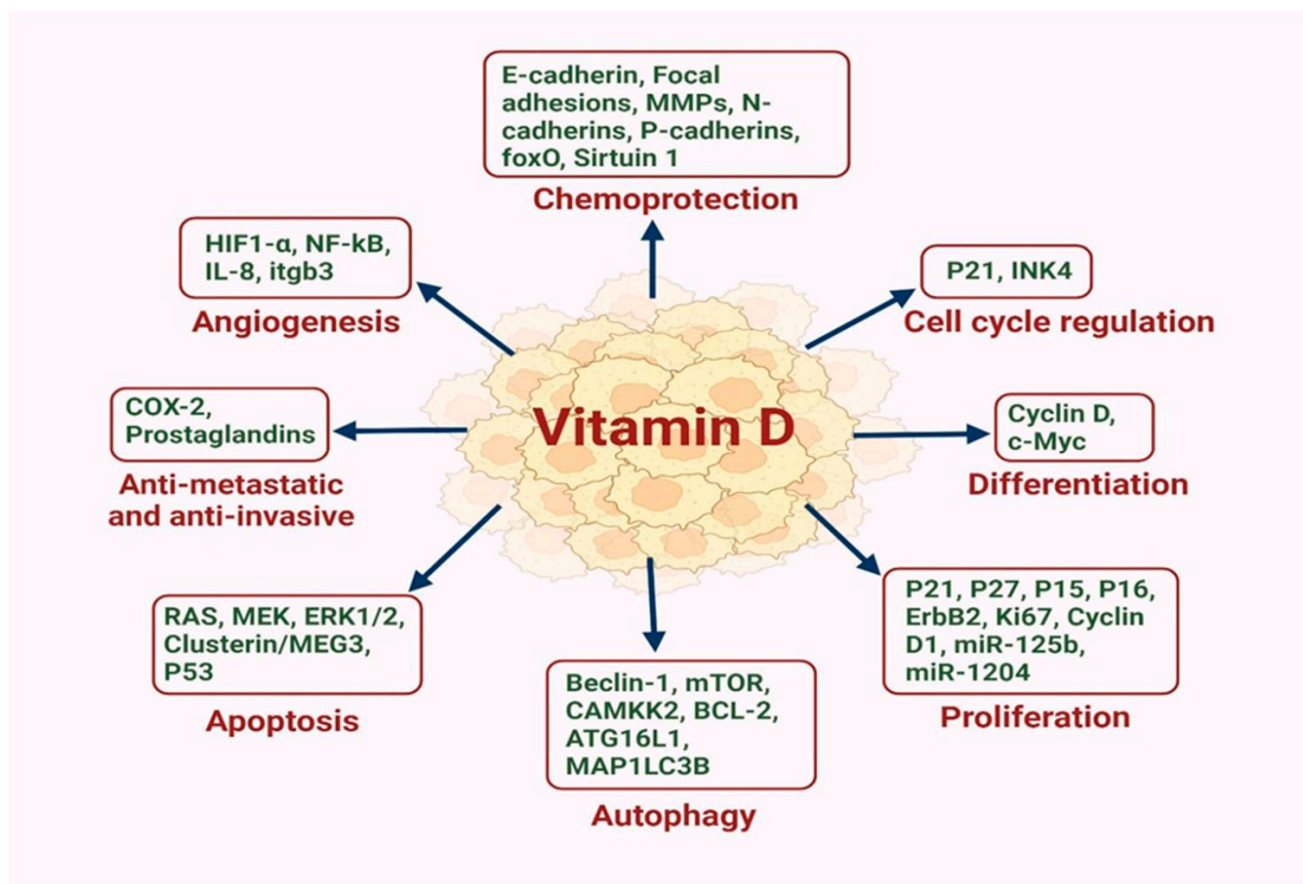 E-cadherin, Focal
adhesions, MMPs, N-
cadherins, P-cadherins,
foxO, Sirtuin 1
Chemoprotection
HIF1-α, NF-kB,
IL-8, itgb3
Angiogenesis
P21, INK4
Cell cycle regulation
COX-2,
Prostaglandins
Anti-metastatic
and anti-invasive
Vitamin D
Cyclin D,
c-Myc
Differentiation
RAS, MEK, ERK1/2,
Clusterin/MEG3,
P53
Apoptosis
Beclin-1, mTOR,
CAMKK2, BCL-2,
ATG16L1,
MAP1LC3B
Autophagy
P21, P27, P15, P16,
ErbB2, Ki67, Cyclin
D1, miR-125b,
miR-1204
Proliferation